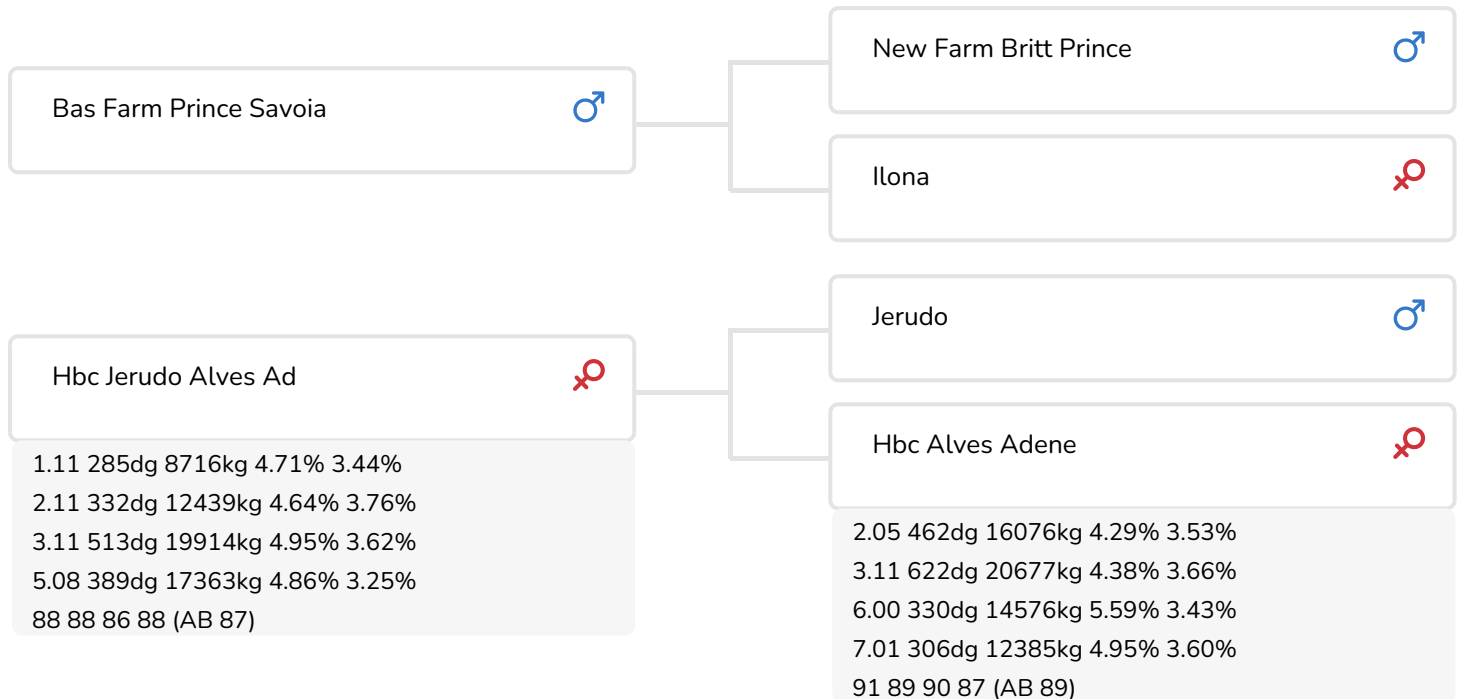 Bas Farm Prince Savoia
New Farm Britt Prince
Ilona
Hbc Jerudo Alves Ad
1.11 285dg 8716kg 4.71% 3.44%
2.11 332dg 12439kg 4.64% 3.76%
3.11 513dg 19914kg 4.95% 3.62%
5.08 389dg 17363kg 4.86% 3.25%
88 88 86 88 (AB 87)
Jerudo
Hbc Alves Adene
2.05 462dg 16076kg 4.29% 3.53%
3.11 622dg 20677kg 4.38% 3.66%
6.00 330dg 14576kg 5.59% 3.43%
7.01 306dg 12385kg 4.95% 3.60%
91 89 90 87 (AB 89)